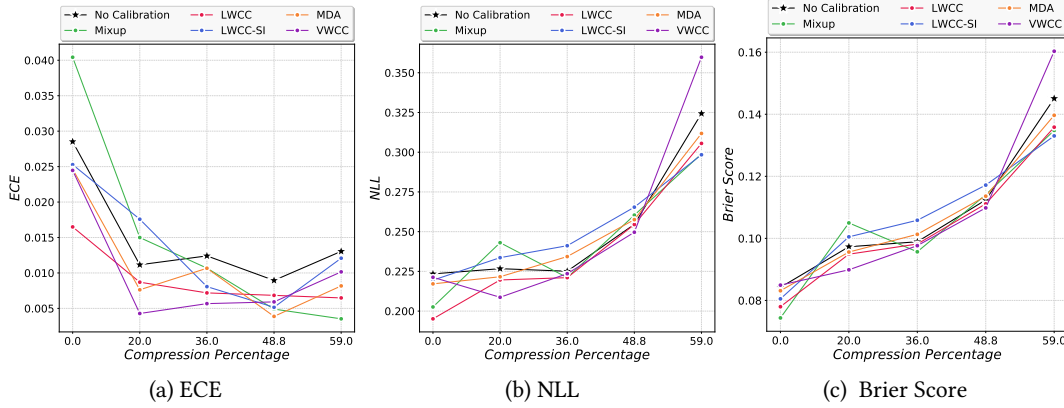 No Calibration LWCC MDA
Mixup LWCC-SI VWCC
0.040
0.035
0.030
0.025
0.020
0.015
0.010
0.005
ECE
0.0 20.0 36.0 48.8 59.0
Compression Percentage
(a) ECE
No Calibration LWCC MDA
Mixup LWCC-SI VWCC
0.350
0.325
0.300
0.275
0.250
0.225
0.200
NLL
0.0 20.0 36.0 48.8 59.0
Compression Percentage
(b) NLL
No Calibration LWCC MDA
Mixup LWCC-SI VWCC
0.16
0.14
0.12
0.10
0.08
Brier Score
0.0 20.0 36.0 48.8 59.0
Compression Percentage
(c) Brier Score